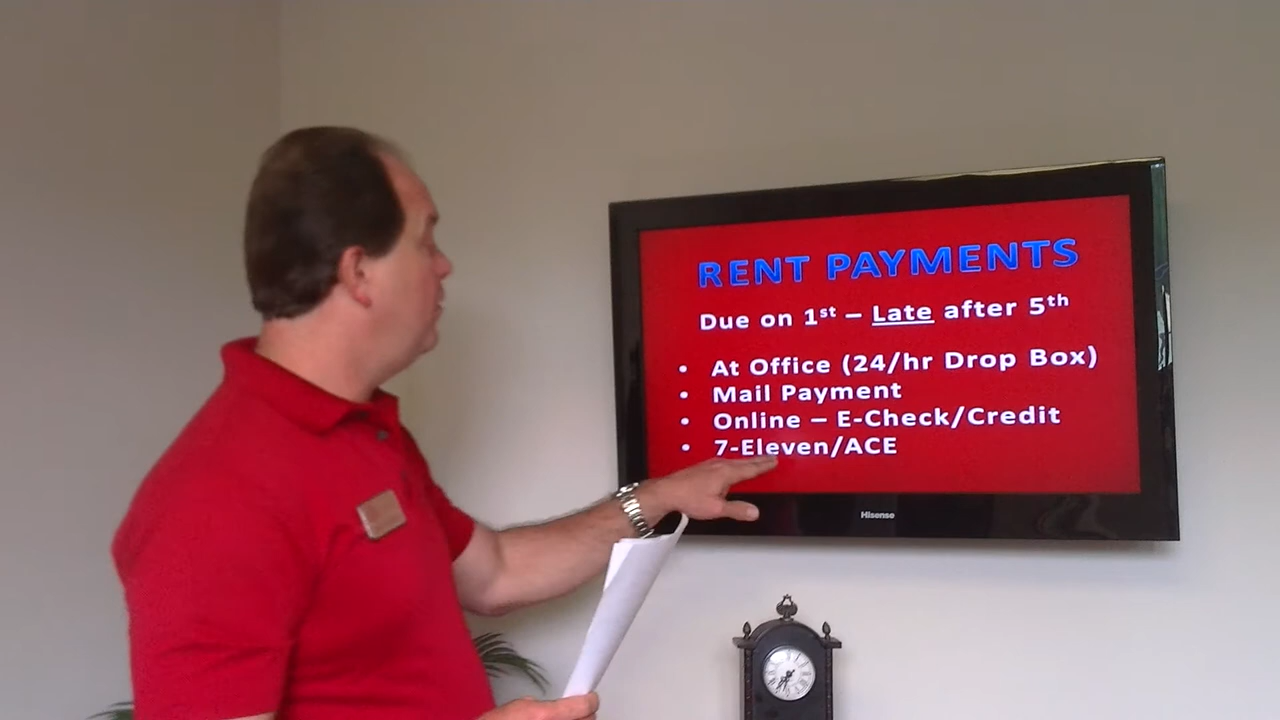 RENT PAYMENTS
Due on 1st – Late after 5th
• At Office (24/hr Drop Box)
• Mail Payment
• Online – E-Check/Credit
• 7-Eleven/ACE
Hisense